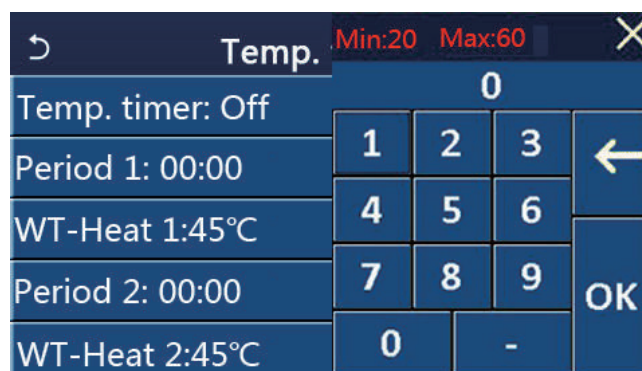 Temp.
Temp. timer: Off
Period 1: 00:00
WT-Heat 1:45℃
Period 2: 00:00
WT-Heat 2:45℃
Min:20 Max:60
0
1 2 3
4 5 6
7 8 9
0 -
OK